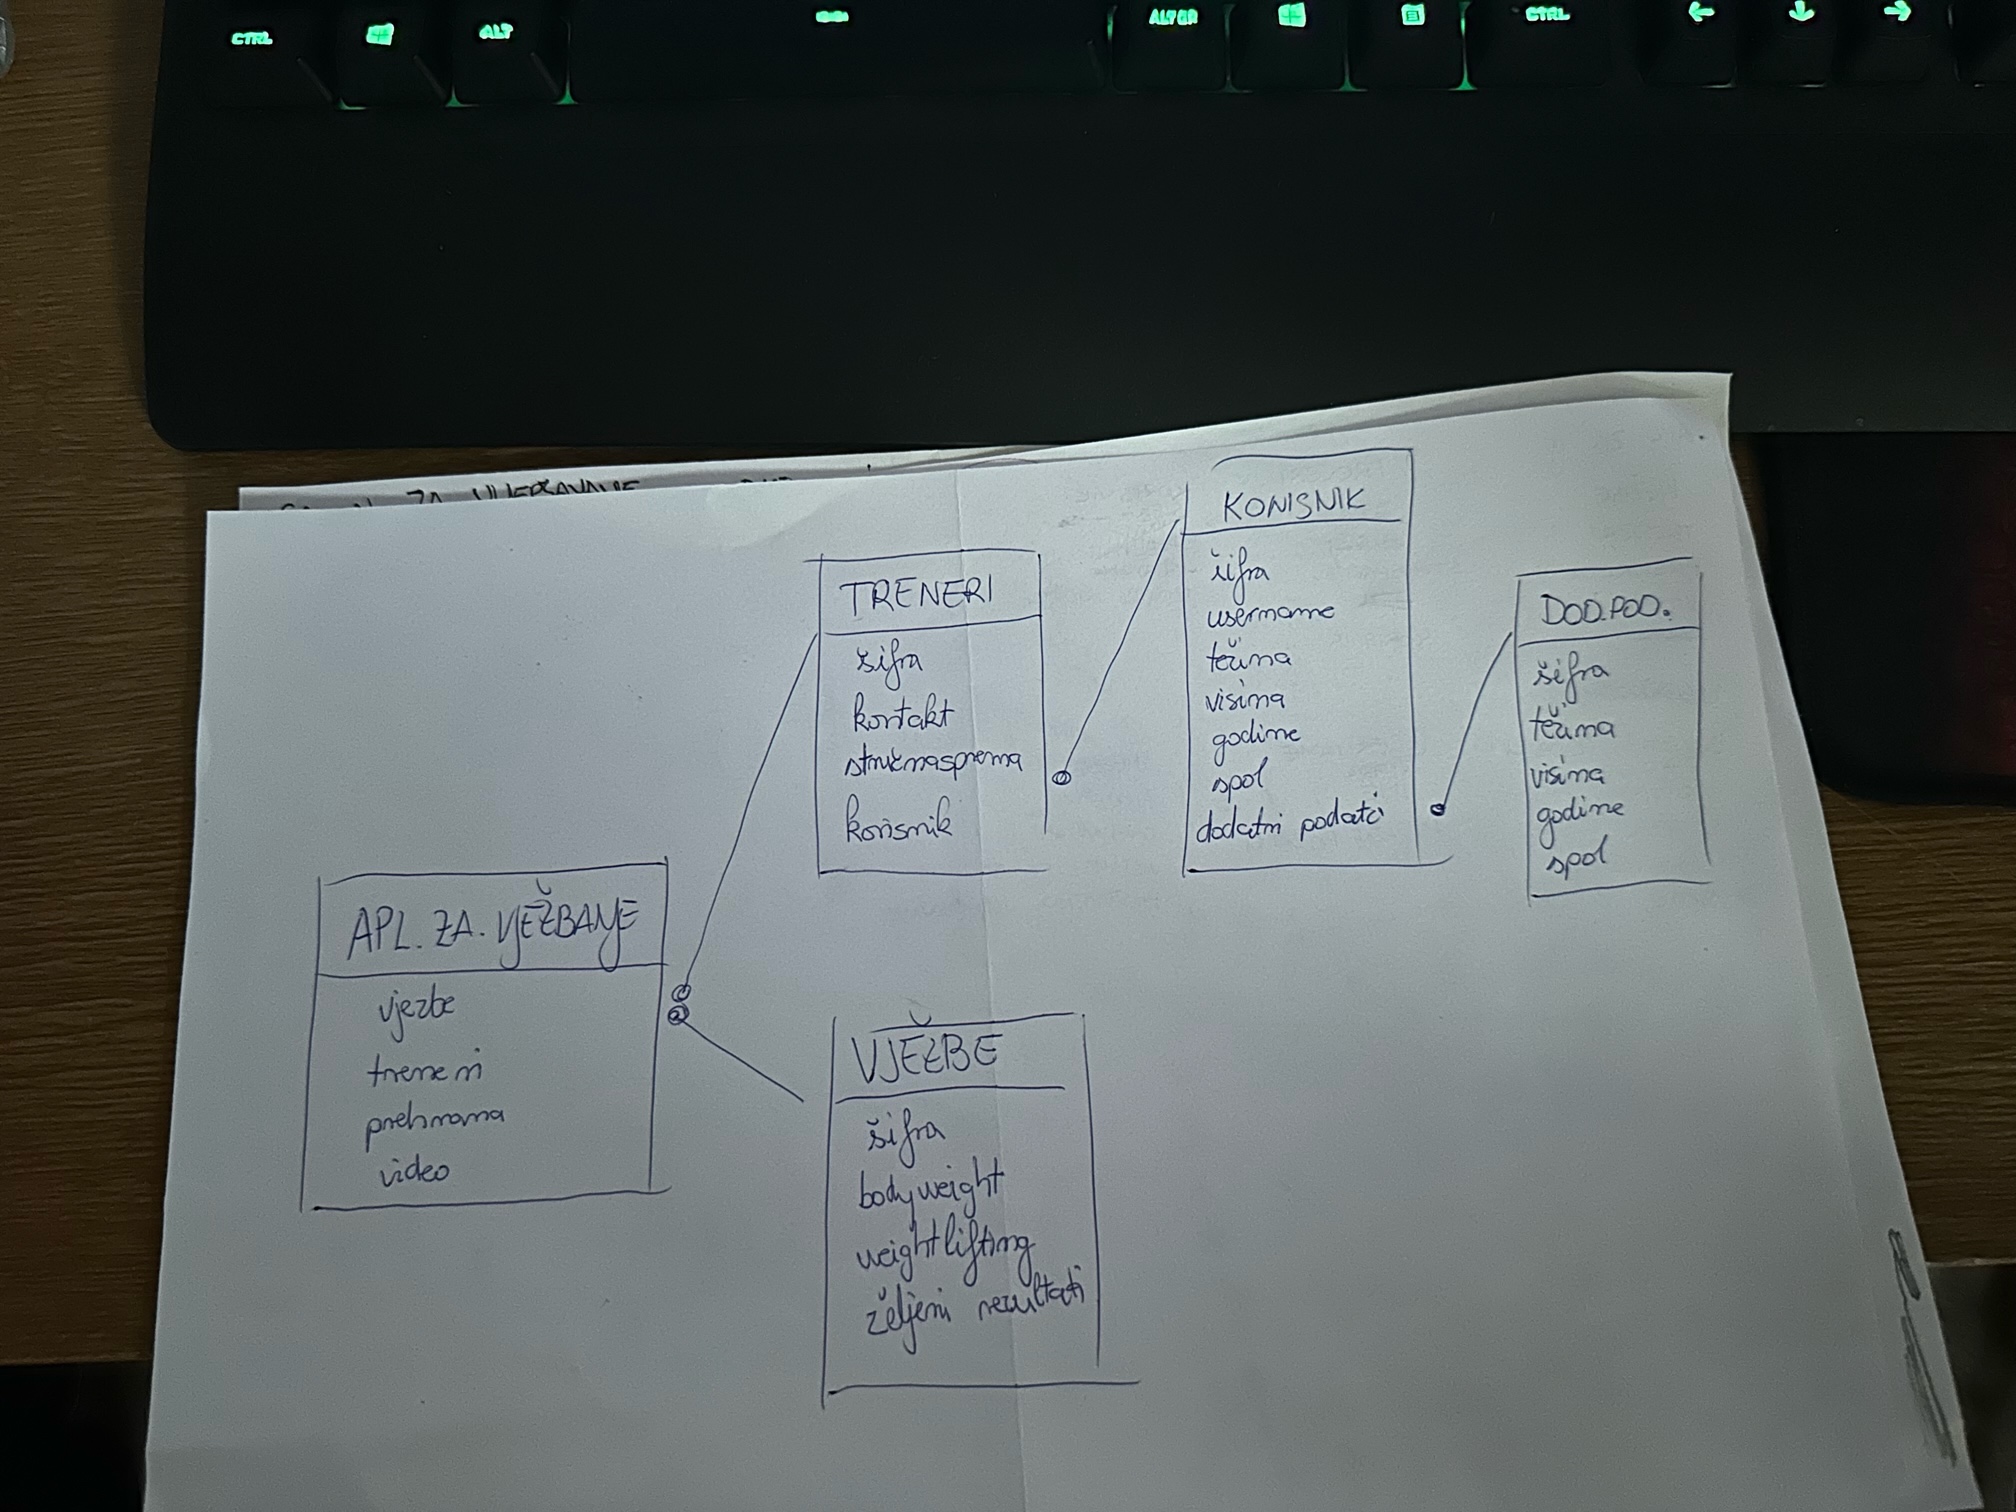 APL. ZA. VJEŽBANJE
vježbe
treneri
prehrana
video
TRENERI
šifra
kontakt
stručnasprema
korisnik
VJEŽBE
šifra
bodyweight
weightlifting
željeni rezultati
KORISNIK
šifra
username
težina
visina
godine
spol
dodatni podatci
DOD.POD.
šifra
težina
visina
godine
spol
CTRL
ALT
ALT GR
CTRL
←
↓
→